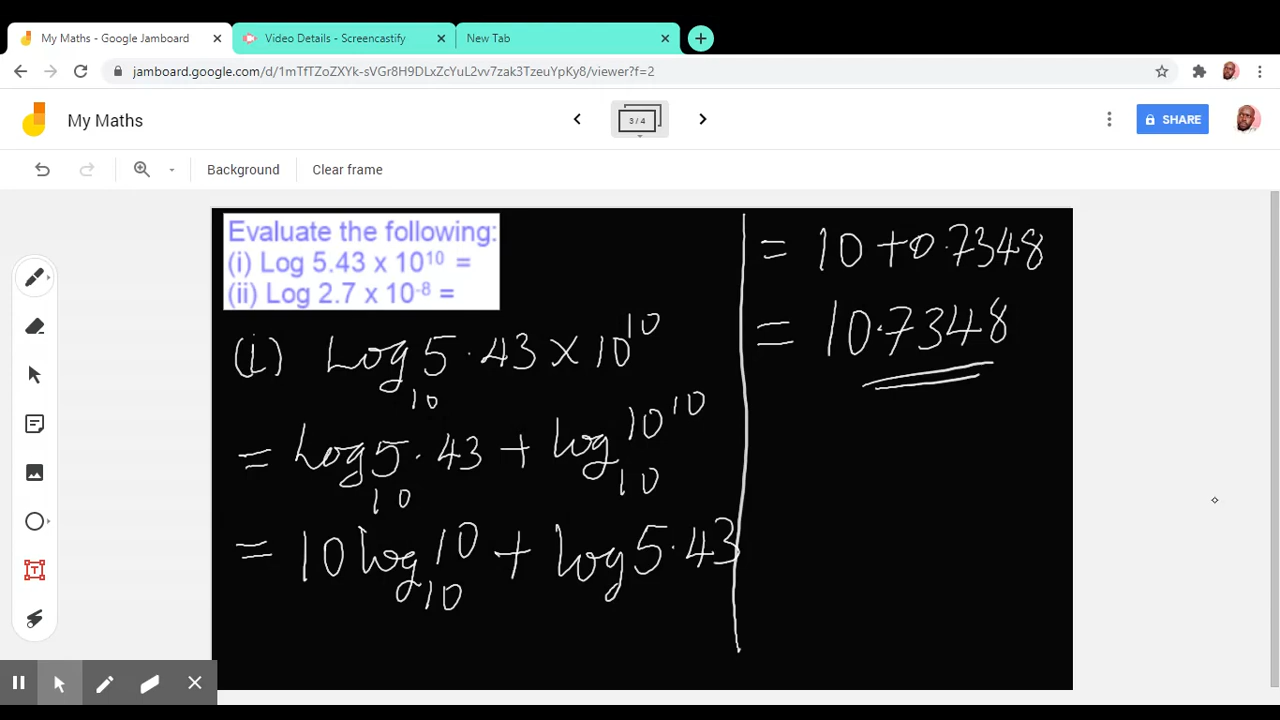 My Maths - Google Jamboard
Video Details - Screencastify
New Tab
jamboard.google.com/d/1mTfTZoZXYk-sVGr8H9DLxZcYuL2vv7zak3TzeuYpKy8/viewer?f=2
My Maths
3 / 4
SHARE
Background
Clear frame
Evaluate the following:
(i) Log 5.43 x 10¹⁰ =
(ii) Log 2.7 x 10⁻⁸ =
(i) Log₁₀ 5.43 × 10¹⁰
= Log₁₀ 5.43 + log₁₀ 10¹⁰
= 10 log₁₀ 10 + log 5.43
= 10 + 0.7348
= 10.7348
T